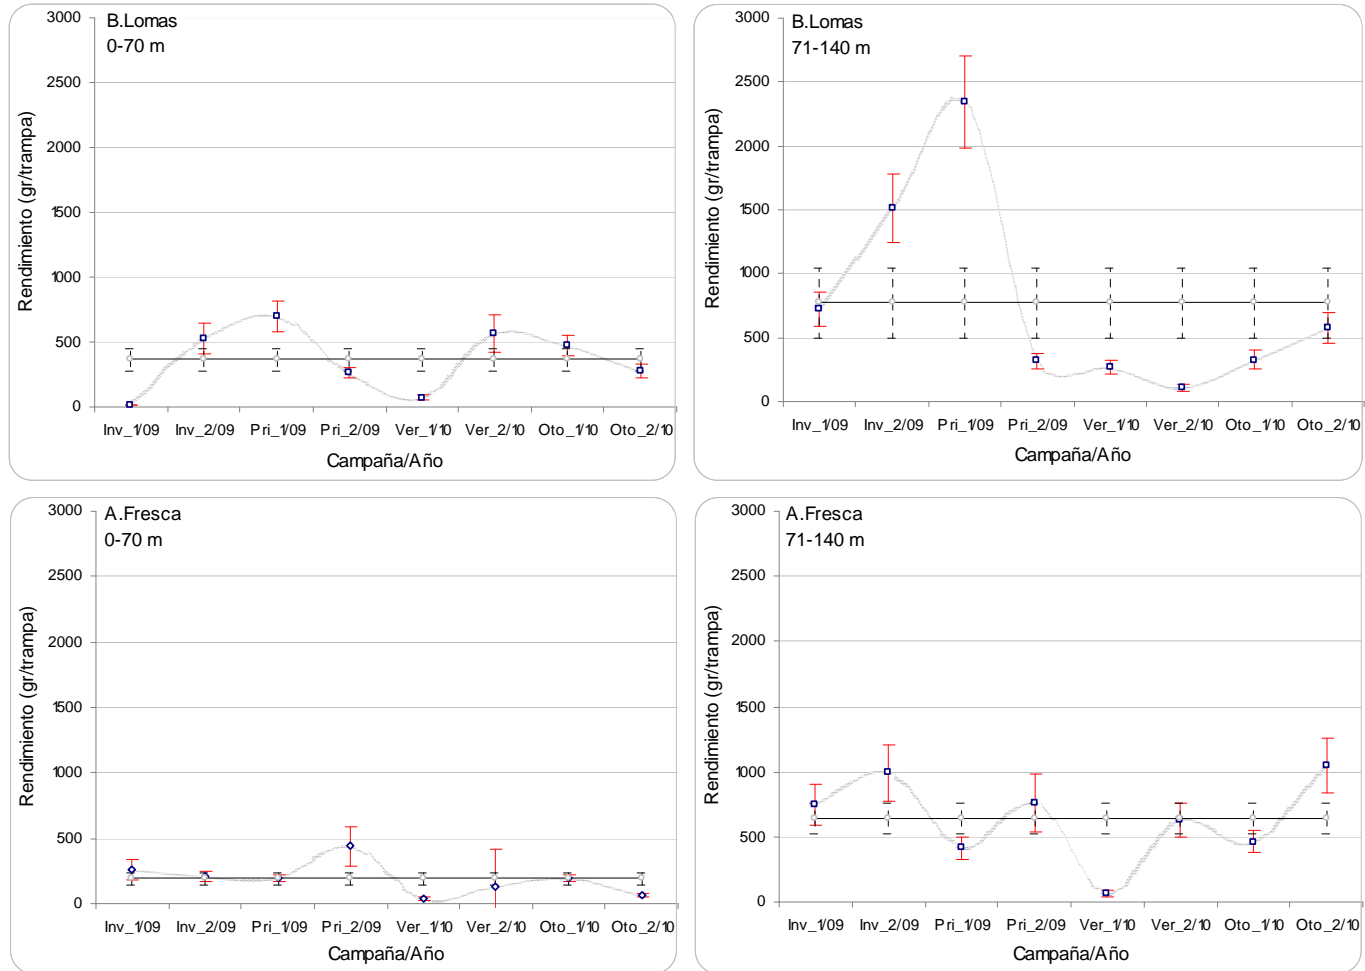 B.Lomas
0-70 m
Rendimiento (gr/trampa)
3000
2500
2000
1500
1000
500
0
Inv_1/09 Inv_2/09 Pri_1/09 Pri_2/09 Ver_1/10 Ver_2/10 Oto_1/10 Oto_2/10
Campaña/Año
B.Lomas
71-140 m
Rendimiento (gr/trampa)
3000
2500
2000
1500
1000
500
0
Inv_1/09 Inv_2/09 Pri_1/09 Pri_2/09 Ver_1/10 Ver_2/10 Oto_1/10 Oto_2/10
Campaña/Año
A.Fresca
0-70 m
Rendimiento (gr/trampa)
3000
2500
2000
1500
1000
500
0
Inv_1/09 Inv_2/09 Pri_1/09 Pri_2/09 Ver_1/10 Ver_2/10 Oto_1/10 Oto_2/10
Campaña/Año
A.Fresca
71-140 m
Rendimiento (gr/trampa)
3000
2500
2000
1500
1000
500
0
Inv_1/09 Inv_2/09 Pri_1/09 Pri_2/09 Ver_1/10 Ver_2/10 Oto_1/10 Oto_2/10
Campaña/Año